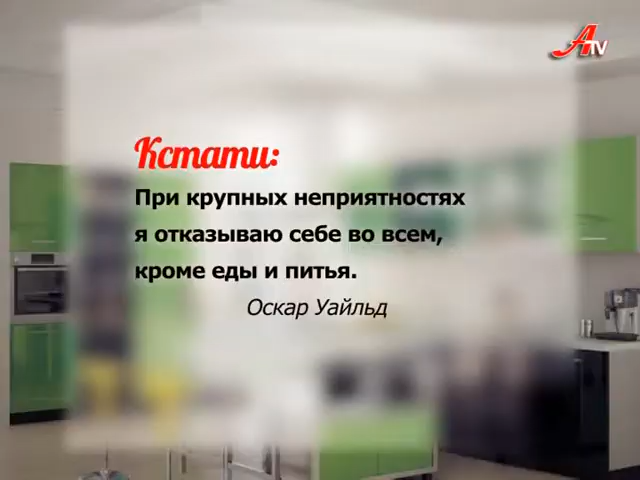 ATV
Кстати:
При крупных неприятностях
я отказываю себе во всем,
кроме еды и питья.
Оскар Уайльд